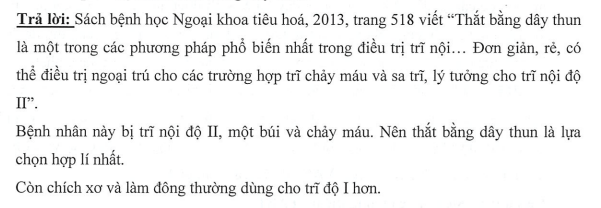 Trả lời: Sách bệnh học Ngoại khoa tiêu hoá, 2013, trang 518 viết “Thắt bằng dây thun
là một trong các phương pháp phổ biến nhất trong điều trị trĩ nội… Đơn giản, rẻ, có
thể điều trị ngoại trú cho các trường hợp trĩ chảy máu và sa trĩ, lý tưởng cho trĩ nội độ
II”.
Bệnh nhân này bị trĩ nội độ II, một búi và chảy máu. Nên thắt bằng dây thun là lựa
chọn hợp lí nhất.
Còn chích xơ và làm đông thường dùng cho trĩ độ I hơn.